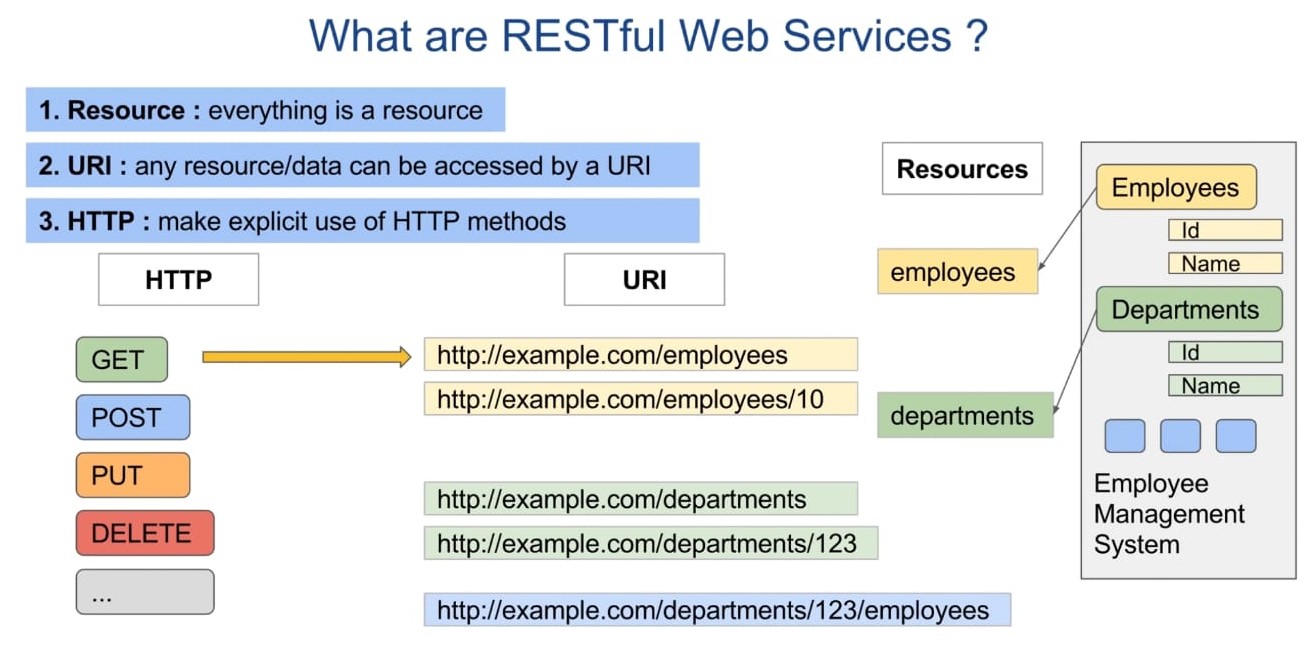 What are RESTful Web Services ?
1. Resource : everything is a resource
2. URI : any resource/data can be accessed by a URI
3. HTTP : make explicit use of HTTP methods
HTTP
GET
POST
PUT
DELETE
...
URI
http://example.com/employees
http://example.com/employees/10
http://example.com/departments
http://example.com/departments/123
http://example.com/departments/123/employees
Resources
employees
departments
Employees
Id
Name
Departments
Id
Name
Employee
Management
System